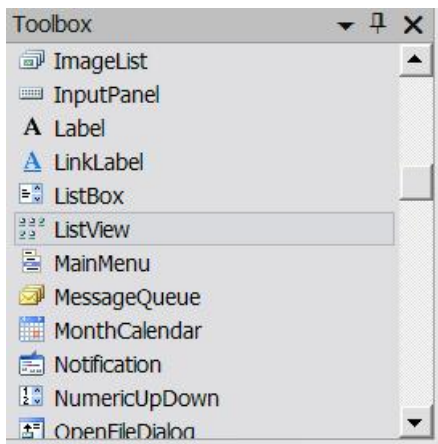 Toolbox
ImageList
InputPanel
A Label
A LinkLabel
ListBox
ListView
MainMenu
MessageQueue
MonthCalendar
Notification
NumericUpDown
OpenFileDialog